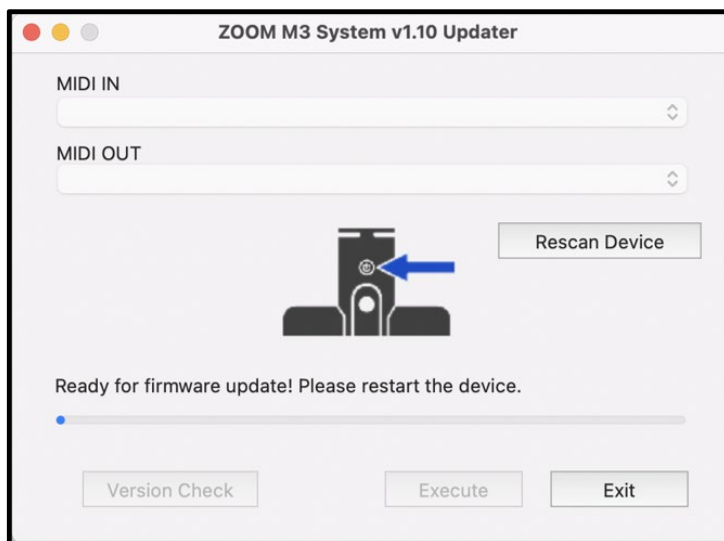 ZOOM M3 System v1.10 Updater
MIDI IN
MIDI OUT
Rescan Device
Ready for firmware update! Please restart the device.
Version Check
Execute
Exit